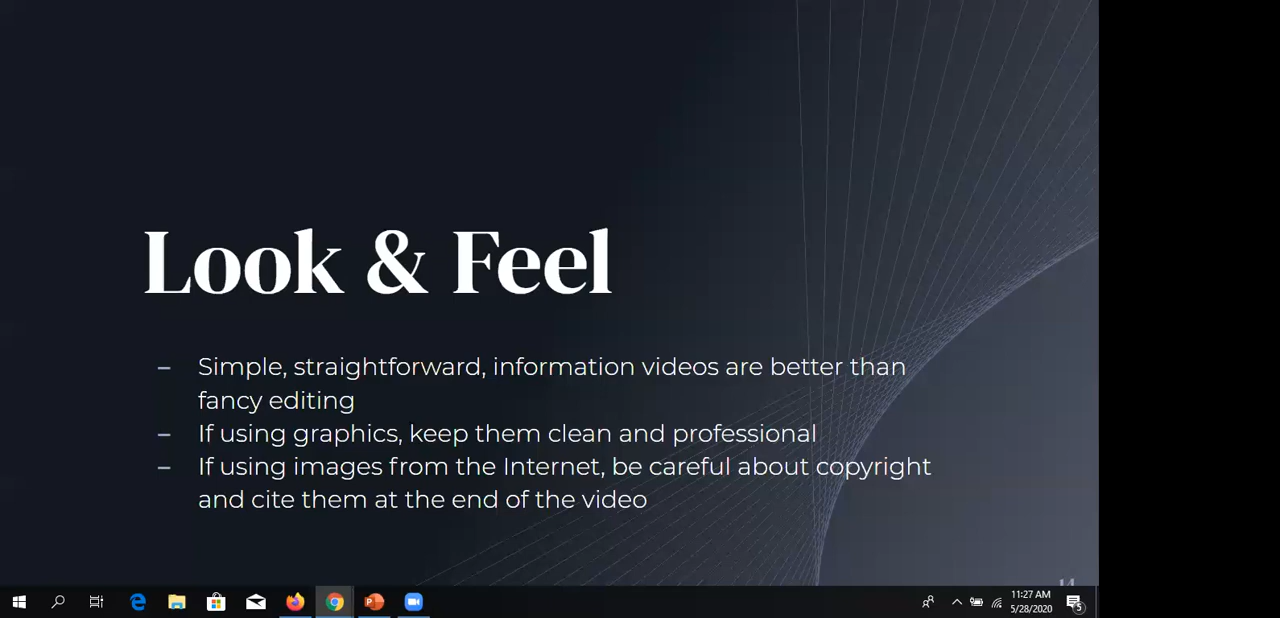 Look & Feel
– Simple, straightforward, information videos are better than
fancy editing
– If using graphics, keep them clean and professional
– If using images from the Internet, be careful about copyright
and cite them at the end of the video
14
11:27 AM
5/28/2020
5